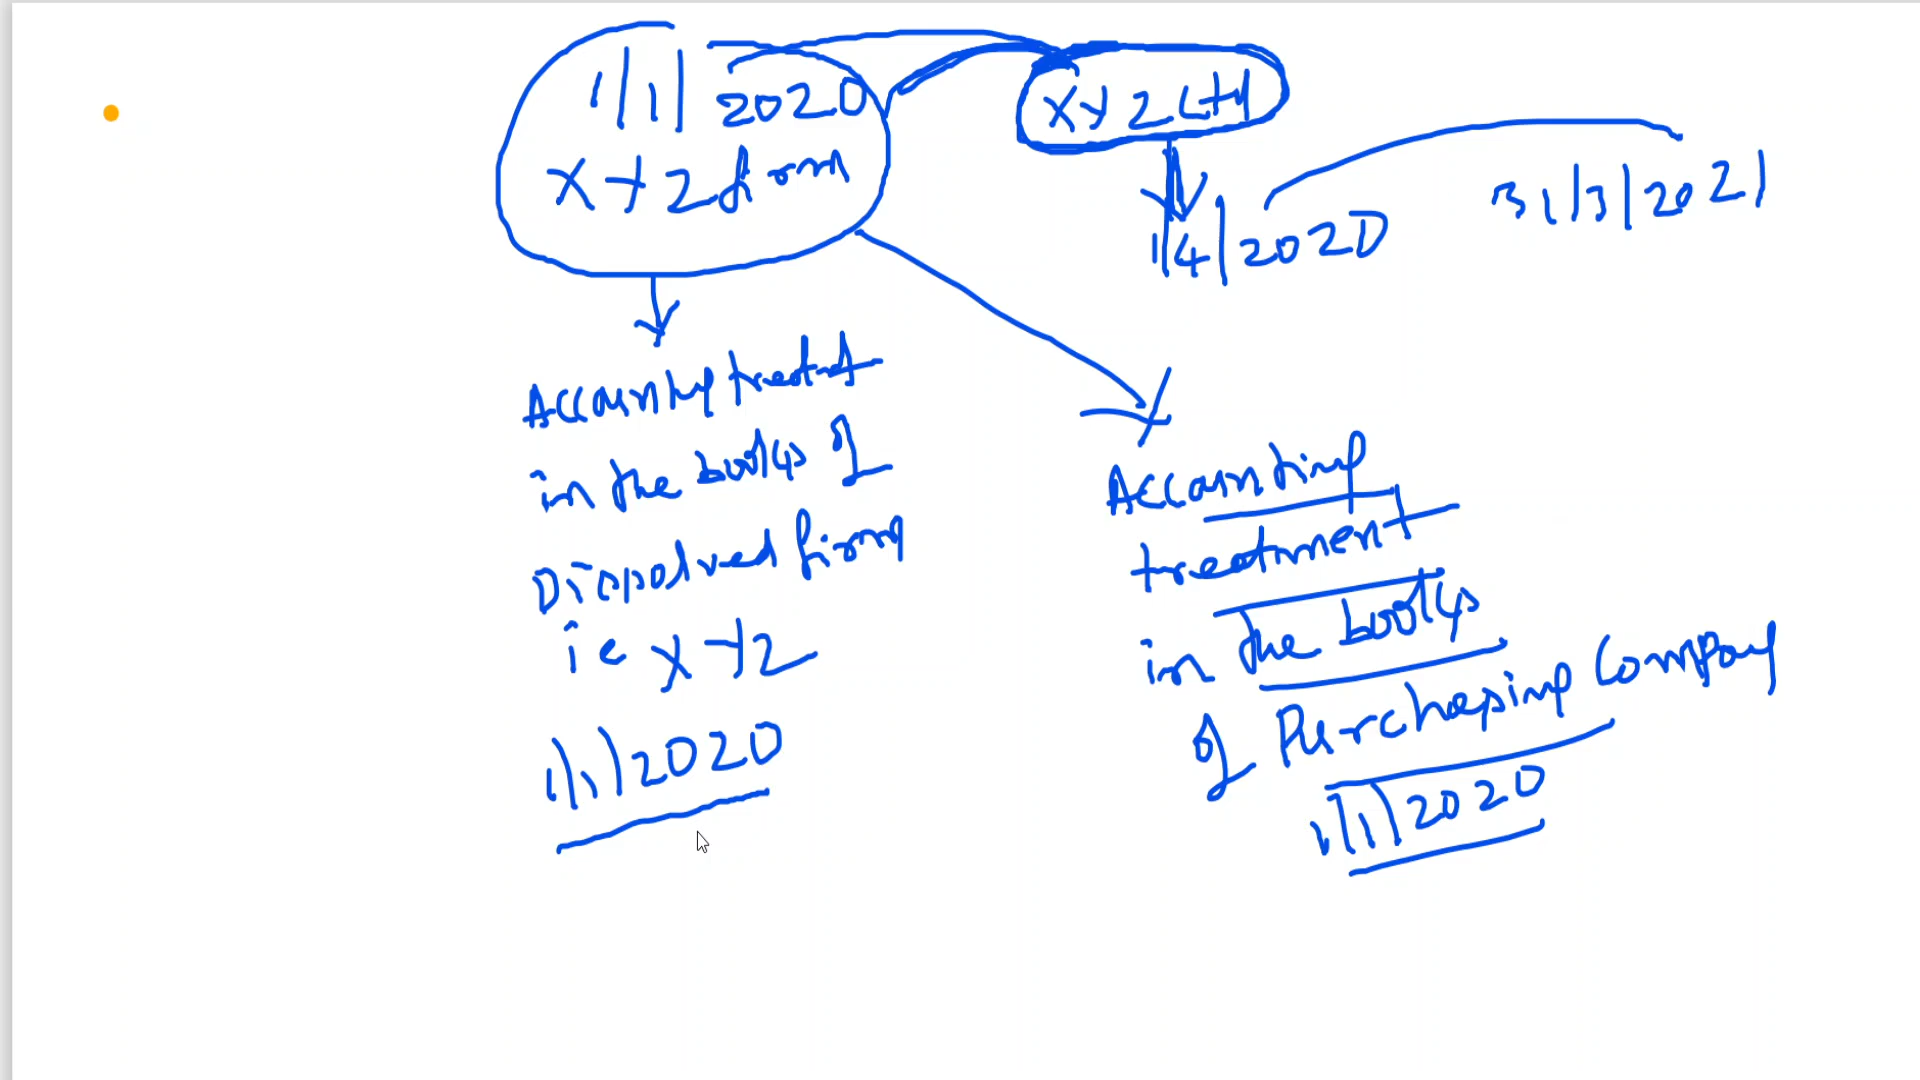 1/1/2020
XYZ firm
XYZ Ltd
1/4/2020
31/3/2021
Accounting treatment
in the books of
Dissolved firm
ie XYZ
1/1/2020
Accounting
treatment
in the books
of Purchasing Company
1/1/2020